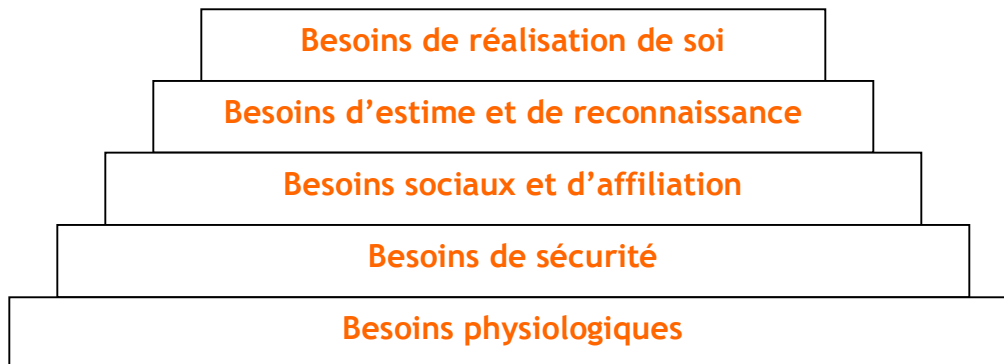 Besoins de réalisation de soi
Besoins d’estime et de reconnaissance
Besoins sociaux et d’affiliation
Besoins de sécurité
Besoins physiologiques